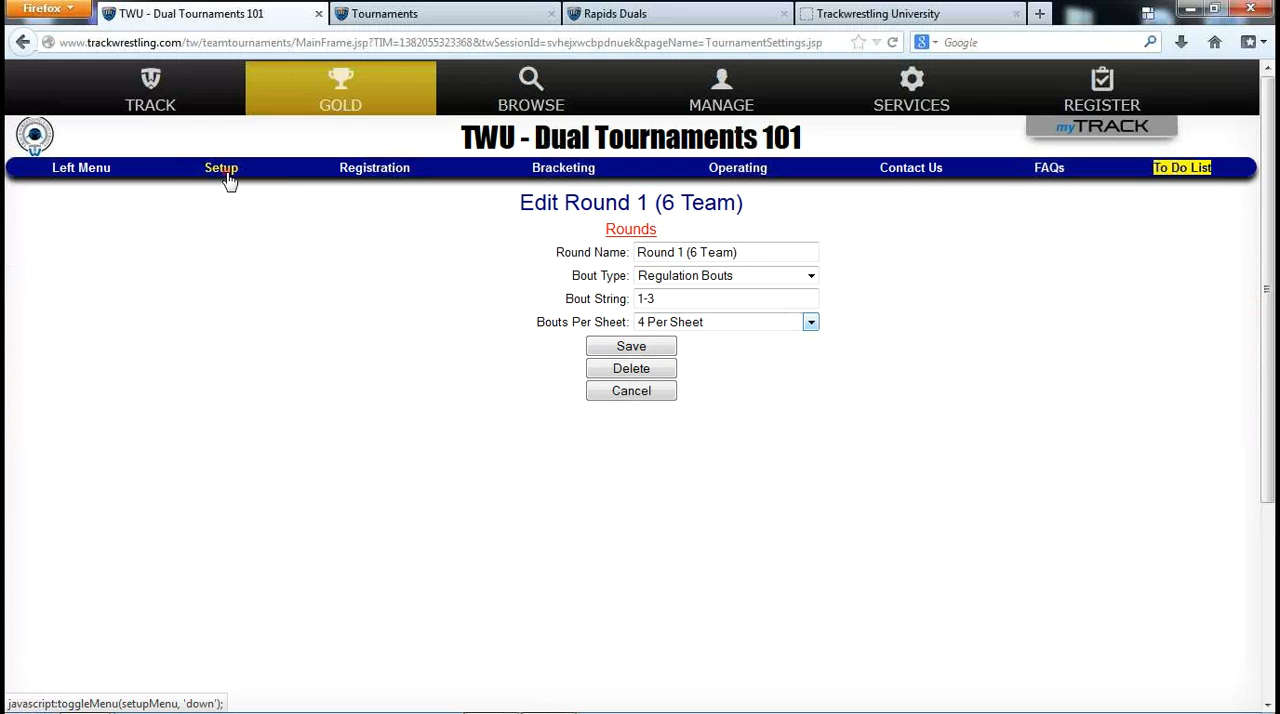 Firefox
TWU - Dual Tournaments 101
Tournaments
Rapids Duals
Trackwrestling University
www.trackwrestling.com/tw/teamtournaments/MainFrame.jsp?TIM=1382055323368&twSessionId=svhejxwcbpdnuek&pageName=TournamentSettings.jsp
Google
TRACK
GOLD
BROWSE
MANAGE
SERVICES
REGISTER
myTRACK
TWU - Dual Tournaments 101
Left Menu
Setup
Registration
Bracketing
Operating
Contact Us
FAQs
To Do List
Edit Round 1 (6 Team)
Rounds
Round Name: Round 1 (6 Team)
Bout Type: Regulation Bouts
Bout String: 1-3
Bouts Per Sheet: 4 Per Sheet
Save
Delete
Cancel
javascript:toggleMenu(setupMenu, 'down');